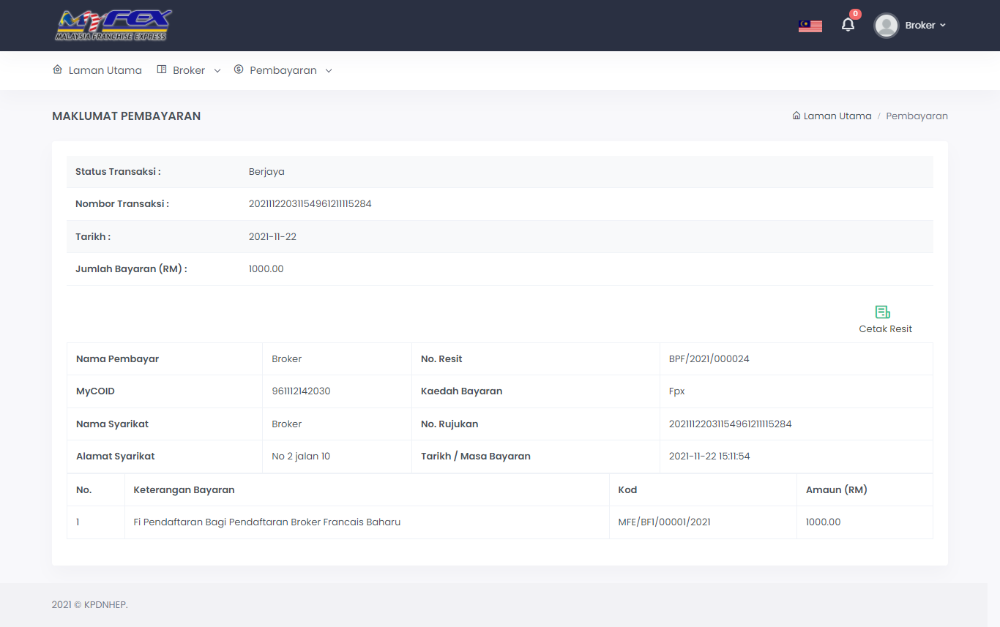 MyFEX
MALAYSIA FRANCHISE EXPRESS
0
Broker
Laman Utama Broker Pembayaran
MAKLUMAT PEMBAYARAN
Laman Utama / Pembayaran
Status Transaksi : Berjaya
Nombor Transaksi : 20211122031154961211115284
Tarikh : 2021-11-22
Jumlah Bayaran (RM) : 1000.00
Cetak Resit
Nama Pembayar Broker No. Resit BPF/2021/000024
MyCOID 961112142030 Kaedah Bayaran Fpx
Nama Syarikat Broker No. Rujukan 20211122031154961211115284
Alamat Syarikat No 2 jalan 10 Tarikh / Masa Bayaran 2021-11-22 15:11:54
No. Keterangan Bayaran Kod Amaun (RM)
1 Fi Pendaftaran Bagi Pendaftaran Broker Francais Baharu MFE/BF1/00001/2021 1000.00
2021 © KPDNHEP.